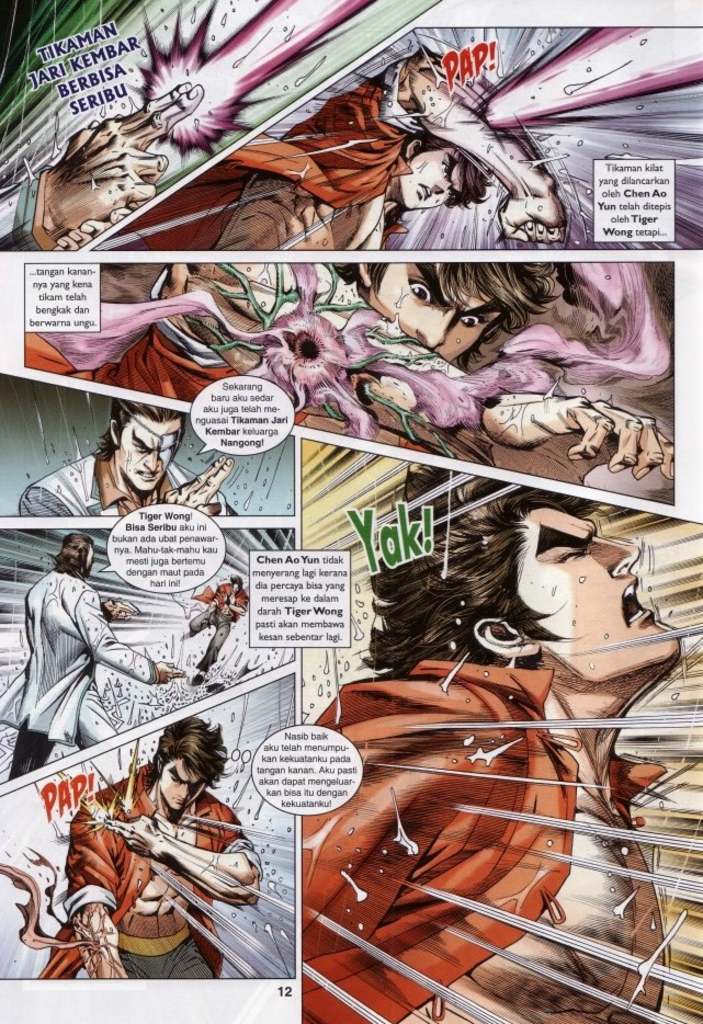 TIKAMAN
JARI KEMBAR
BERBISA
SERIBU
PAP!
Tikaman kilat
yang dilancarkan
oleh Chen Ao
Yun telah ditepis
oleh Tiger
Wong tetapi...
...tangan kanan-
nya yang kena
tikam telah
bengkak dan
berwarna ungu.
Sekarang
baru aku sedar
aku juga telah me-
nguasai Tikaman Jari
Kembar keluarga
Nangong!
Tiger Wong!
Bisa Seribu aku ini
tiada ubat penawar-
nya. Mahu-tak-mahu kau
mesti juga bertemu
dengan maut pada
hari ini!
Chen Ao Yun tidak
menyerang lagi kerana
dia percaya bisa yang
meresap ke dalam
darah Tiger Wong
pasti akan membawa
kesan sebentar lagi.
Yak!
PAP!
Nasib baik
aku telah menumpu-
kan kekuatanku pada
tangan kanan. Aku pasti
akan dapat mengeluar-
kan bisa itu dengan
kekuatanku!
12